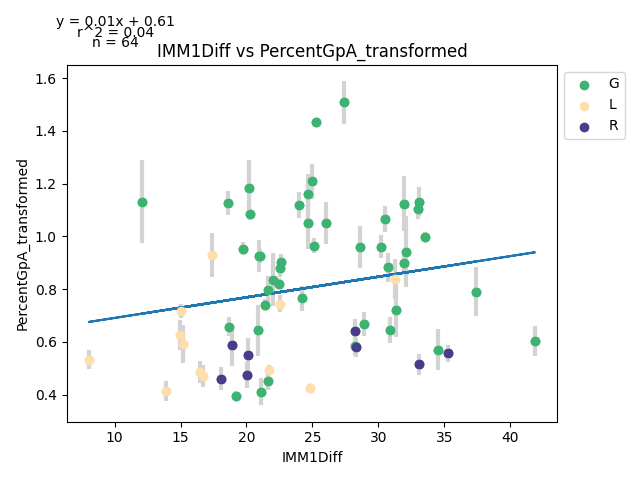 y = 0.01x + 0.61
r^2 = 0.04
n = 64
IMM1Diff vs PercentGpA_transformed
1.6
1.4
1.2
1.0
0.8
0.6
0.4
PercentGpA_transformed
10
15
20
25
30
35
40
IMM1Diff
G
L
R